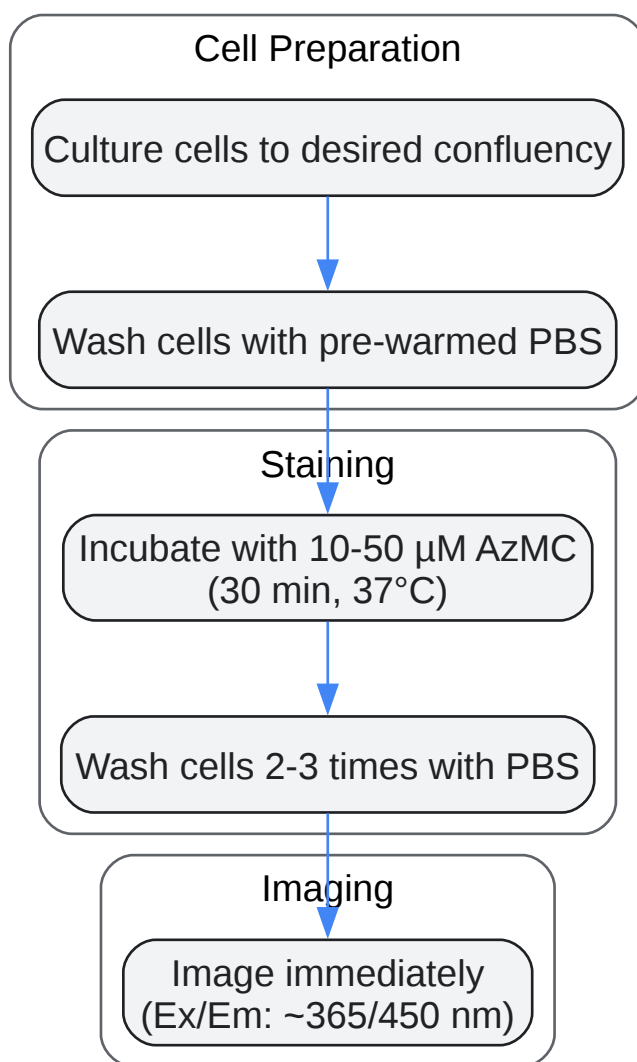 Cell Preparation
Culture cells to desired confluency
Wash cells with pre-warmed PBS
Staining
Incubate with 10-50 µM AzMC
(30 min, 37°C)
Wash cells 2-3 times with PBS
Imaging
Image immediately
(Ex/Em: ~365/450 nm)